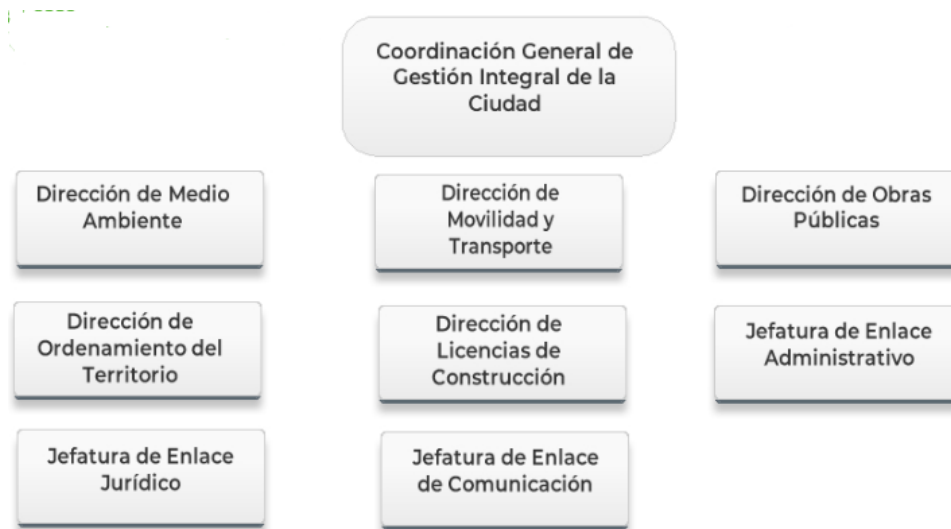 Coordinación General de
Gestión Integral de la
Ciudad
Dirección de Medio
Ambiente
Dirección de
Movilidad y
Transporte
Dirección de Obras
Públicas
Dirección de
Ordenamiento del
Territorio
Dirección de
Licencias de
Construcción
Jefatura de Enlace
Administrativo
Jefatura de Enlace
Jurídico
Jefatura de Enlace
de Comunicación